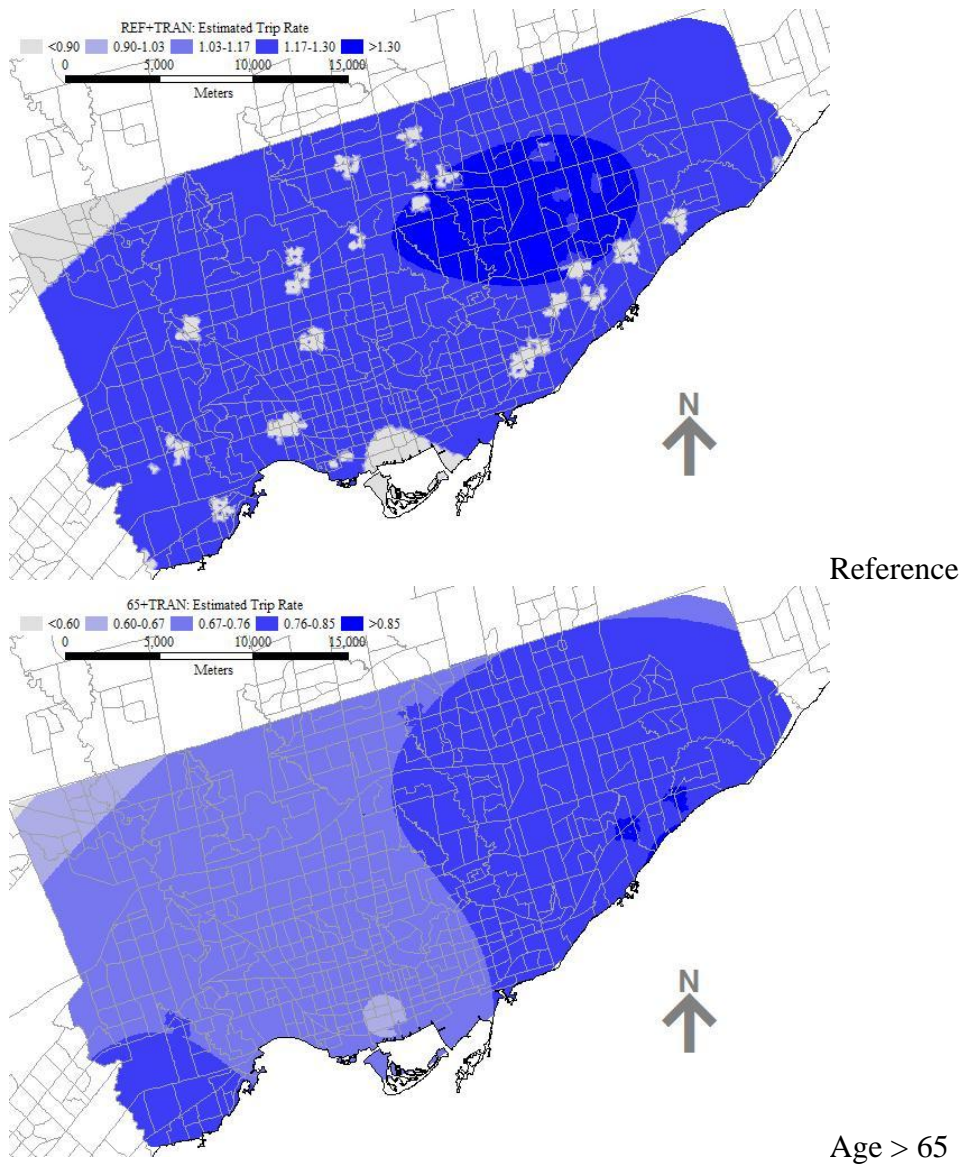 REF+TRAN: Estimated Trip Rate
<0.90 0.90-1.03 1.03-1.17 1.17-1.30 >1.30
0 5,000 10,000 15,000
Meters
N
Reference
65+TRAN: Estimated Trip Rate
<0.60 0.60-0.67 0.67-0.76 0.76-0.85 >0.85
0 5,000 10,000 15,000
Meters
N
Age > 65